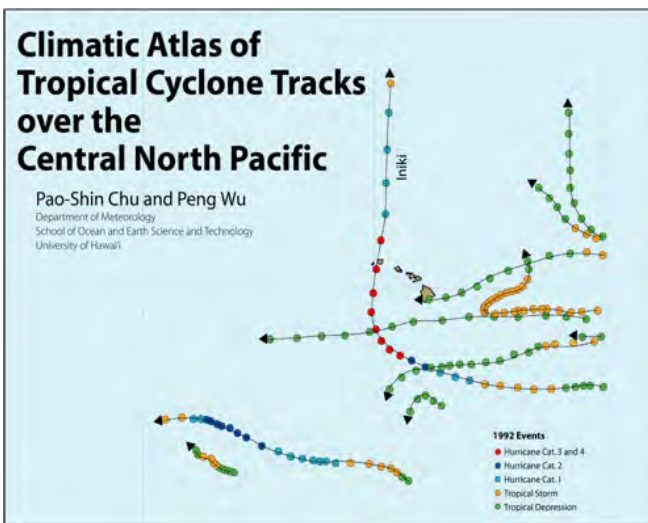 Climatic Atlas of
Tropical Cyclone Tracks
over the
Central North Pacific
Pao-Shin Chu and Peng Wu
Department of Meteorology
School of Ocean and Earth Science and Technology
University of Hawai'i
Iniki
1992 Events
Hurricane Cat. 3 and 4
Hurricane Cat. 2
Hurricane Cat. 1
Tropical Storm
Tropical Depression